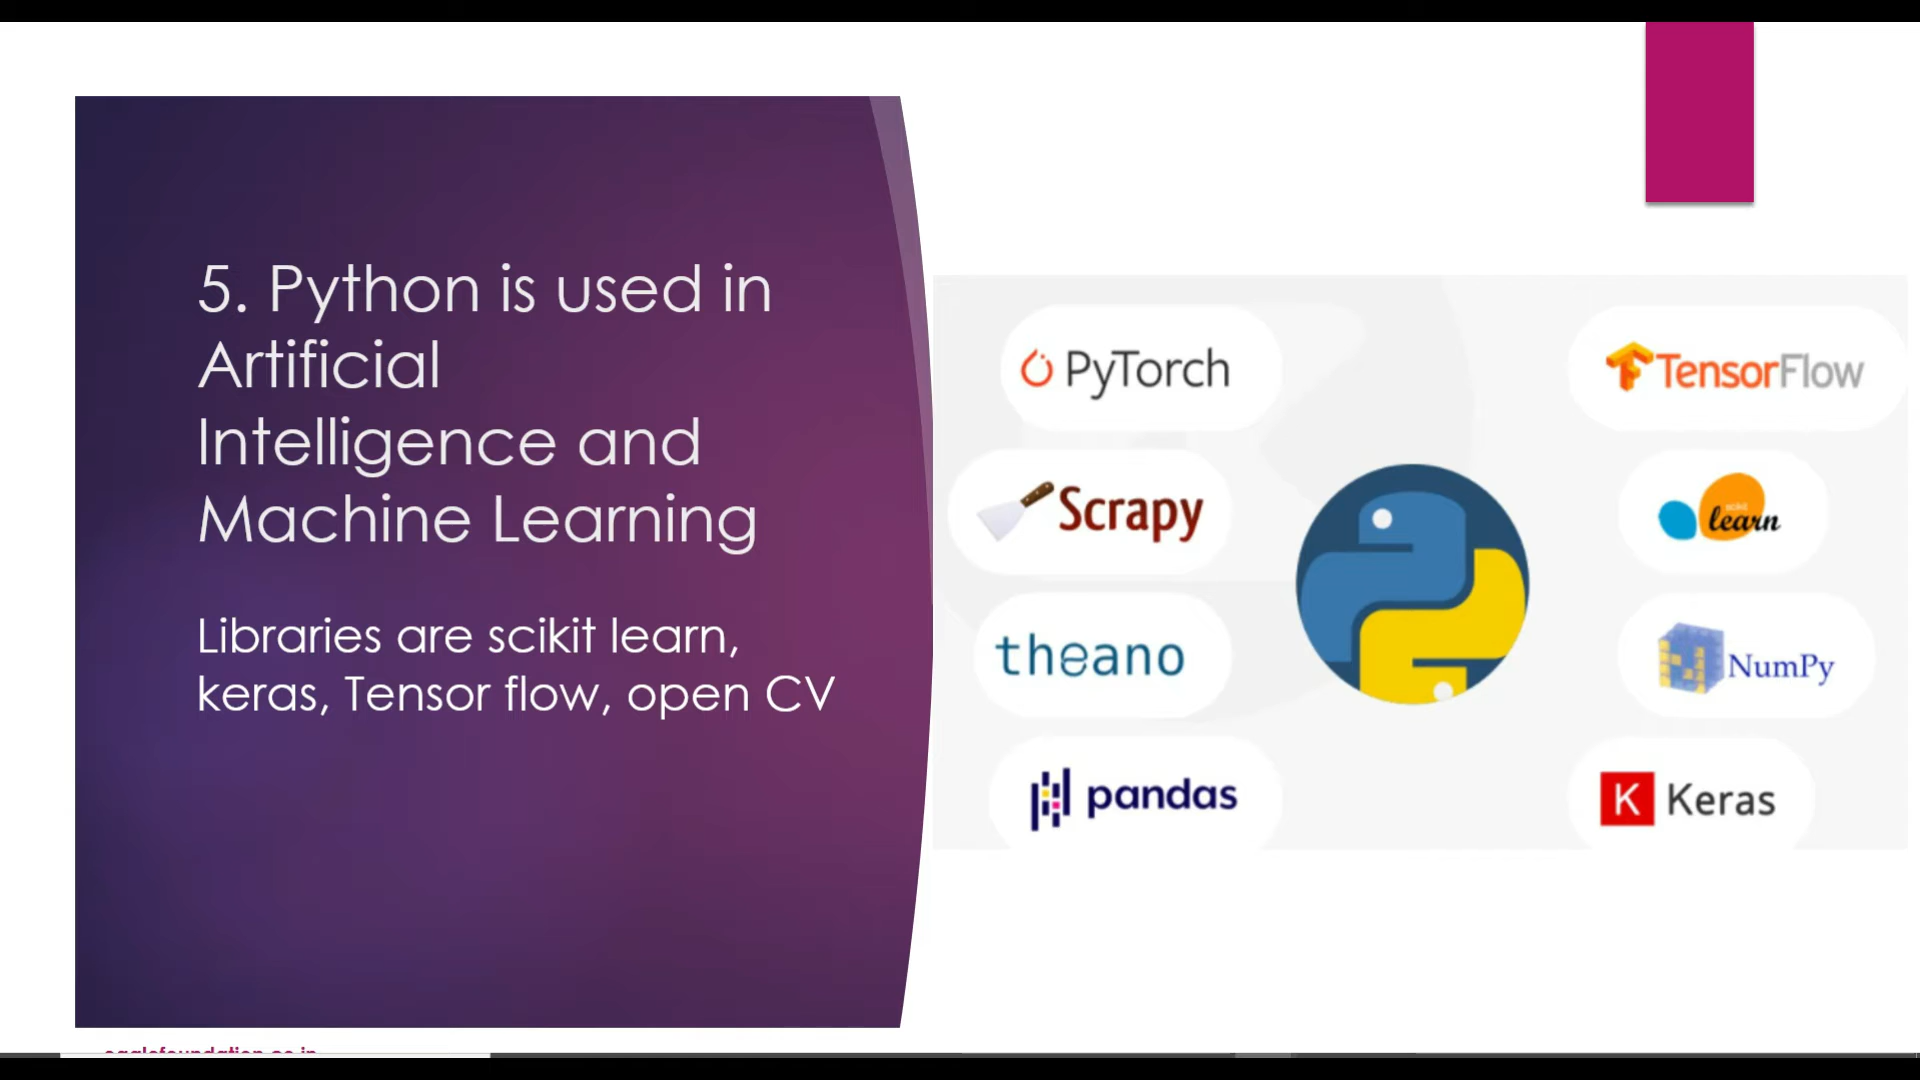 5. Python is used in
Artificial
Intelligence and
Machine Learning
Libraries are scikit learn,
keras, Tensor flow, open CV
PyTorch
TensorFlow
Scrapy
scikit
learn
theano
NumPy
pandas
K Keras